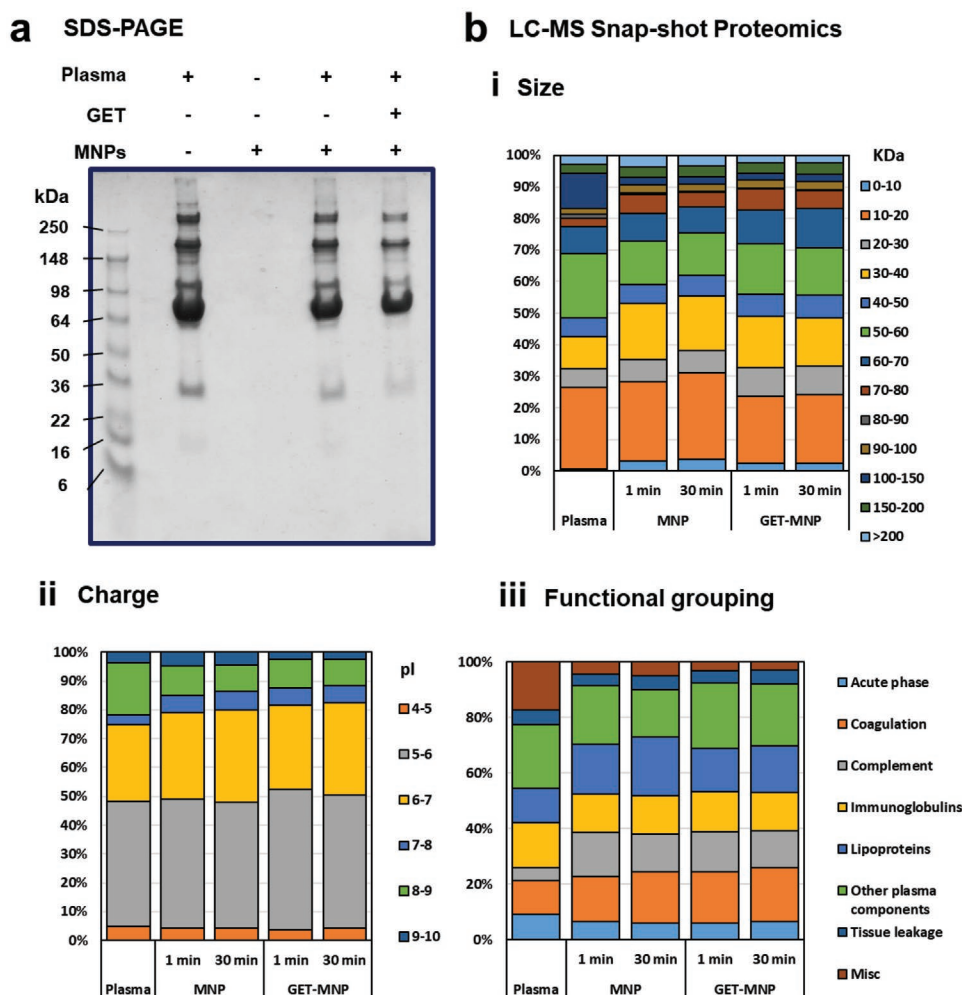 a SDS-PAGE
Plasma + - + +
GET - - - +
MNPs - + + +
kDa
250
148
98
64
50
36
22
16
6
b LC-MS Snap-shot Proteomics
i Size
100%
90%
80%
70%
60%
50%
40%
30%
20%
10%
0%
1 min 30 min 1 min 30 min
Plasma MNP GET-MNP
KDa
0-10
10-20
20-30
30-40
40-50
50-60
60-70
70-80
80-90
90-100
100-150
150-200
>200
ii Charge
100%
90%
80%
70%
60%
50%
40%
30%
20%
10%
0%
1 min 30 min 1 min 30 min
Plasma MNP GET-MNP
pI
4-5
5-6
6-7
7-8
8-9
9-10
iii Functional grouping
100%
80%
60%
40%
20%
0%
1 min 30 min 1 min 30 min
Plasma MNP GET-MNP
Acute phase
Coagulation
Complement
Immunoglobulins
Lipoproteins
Other plasma
components
Tissue leakage
Misc